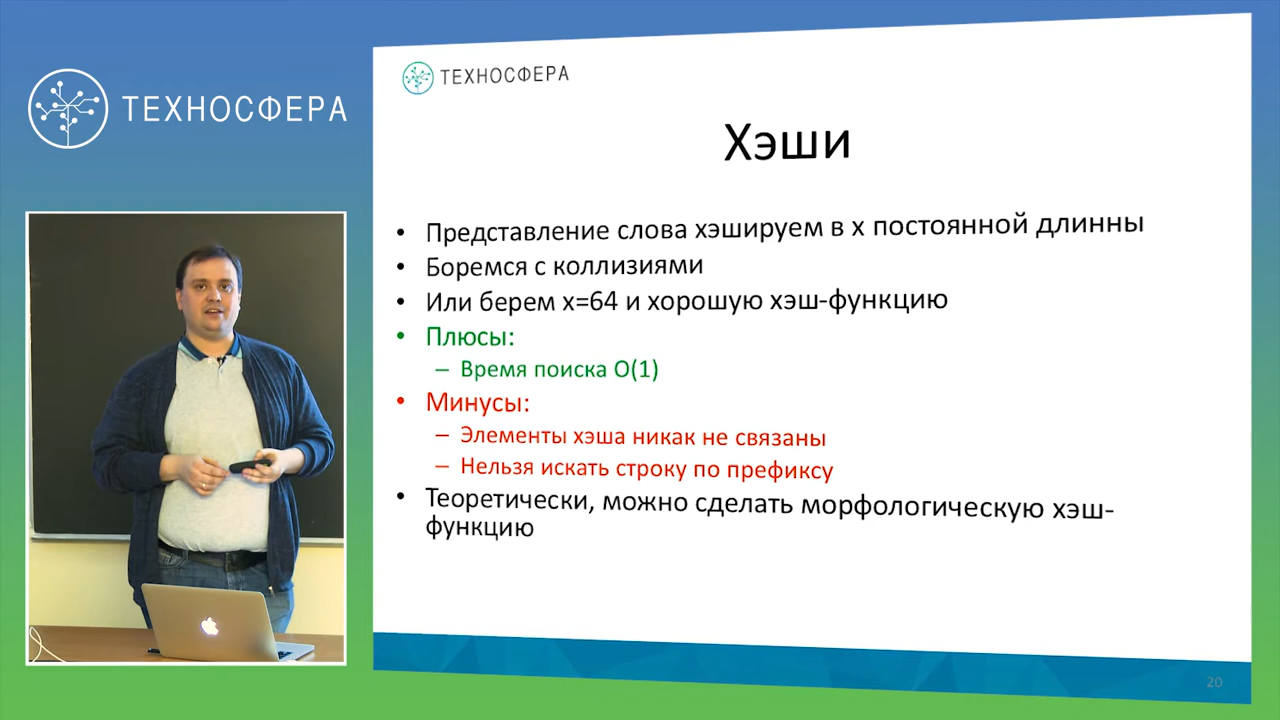 ТЕХНОСФЕРА
ТЕХНОСФЕРА
Хэши
• Представление слова хэшируем в x постоянной длинны
• Боремся с коллизиями
• Или берем x=64 и хорошую хэш-функцию
• Плюсы:
– Время поиска O(1)
• Минусы:
– Элементы хэша никак не связаны
– Нельзя искать строку по префиксу
• Теоретически, можно сделать морфологическую хэш-
функцию
20